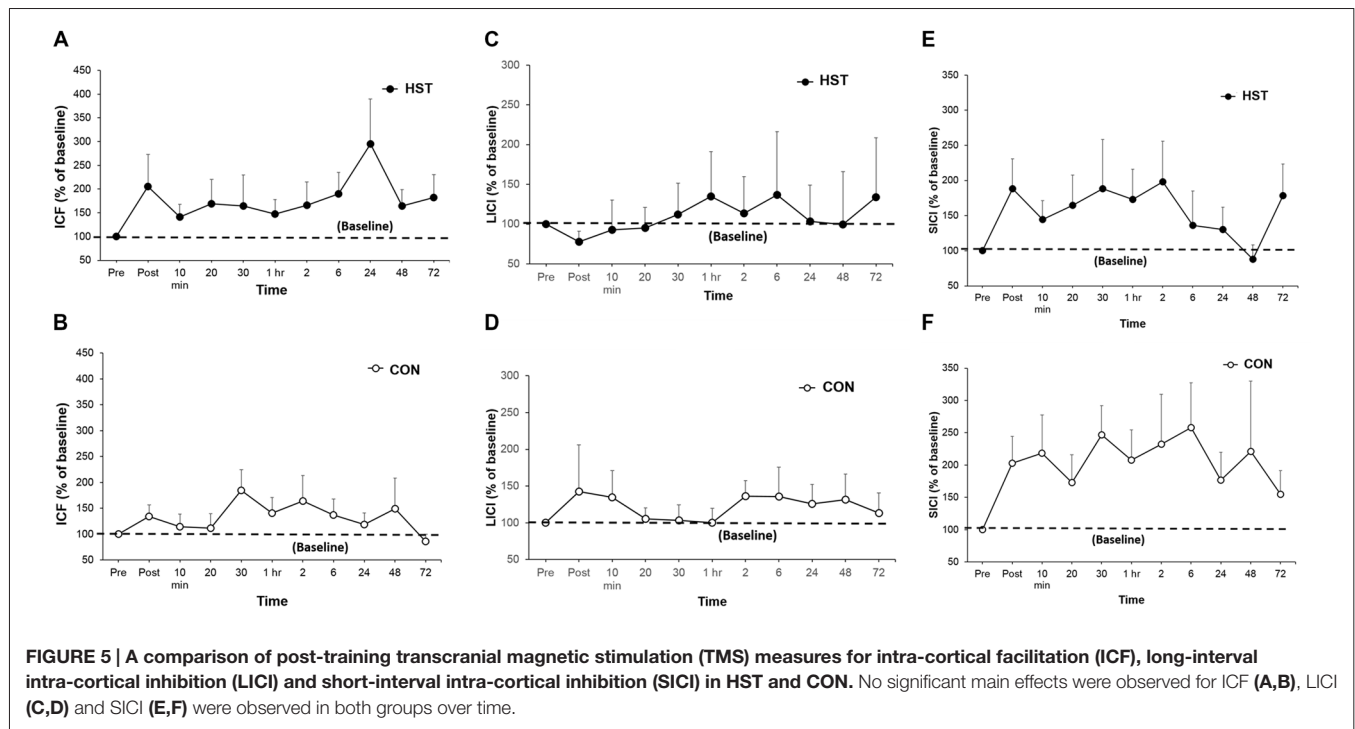 A
ICF (% of baseline)
450
400
350
300
250
200
150
100
50
HST
(Baseline)
Pre Post 10 min 20 30 1 hr 2 6 24 48 72
Time
C
LICI (% of baseline)
300
250
200
150
100
50
HST
(Baseline)
Pre Post 10 min 20 30 1 hr 2 6 24 48 72
Time
E
SICI (% of baseline)
350
300
250
200
150
100
50
HST
(Baseline)
Pre Post 10 min 20 30 1 hr 2 6 24 48 72
Time
B
ICF (% of baseline)
450
400
350
300
250
200
150
100
50
CON
(Baseline)
Pre Post 10 min 20 30 1 hr 2 6 24 48 72
Time
D
LICI (% of baseline)
300
250
200
150
100
50
CON
(Baseline)
Pre Post 10 min 20 30 1 hr 2 6 24 48 72
Time
F
SICI (% of baseline)
350
300
250
200
150
100
50
CON
(Baseline)
Pre Post 10 min 20 30 1 hr 2 6 24 48 72
Time
FIGURE 5 | A comparison of post-training transcranial magnetic stimulation (TMS) measures for intra-cortical facilitation (ICF), long-interval
intra-cortical inhibition (LICI) and short-interval intra-cortical inhibition (SICI) in HST and CON. No significant main effects were observed for ICF (A,B), LICI
(C,D) and SICI (E,F) were observed in both groups over time.